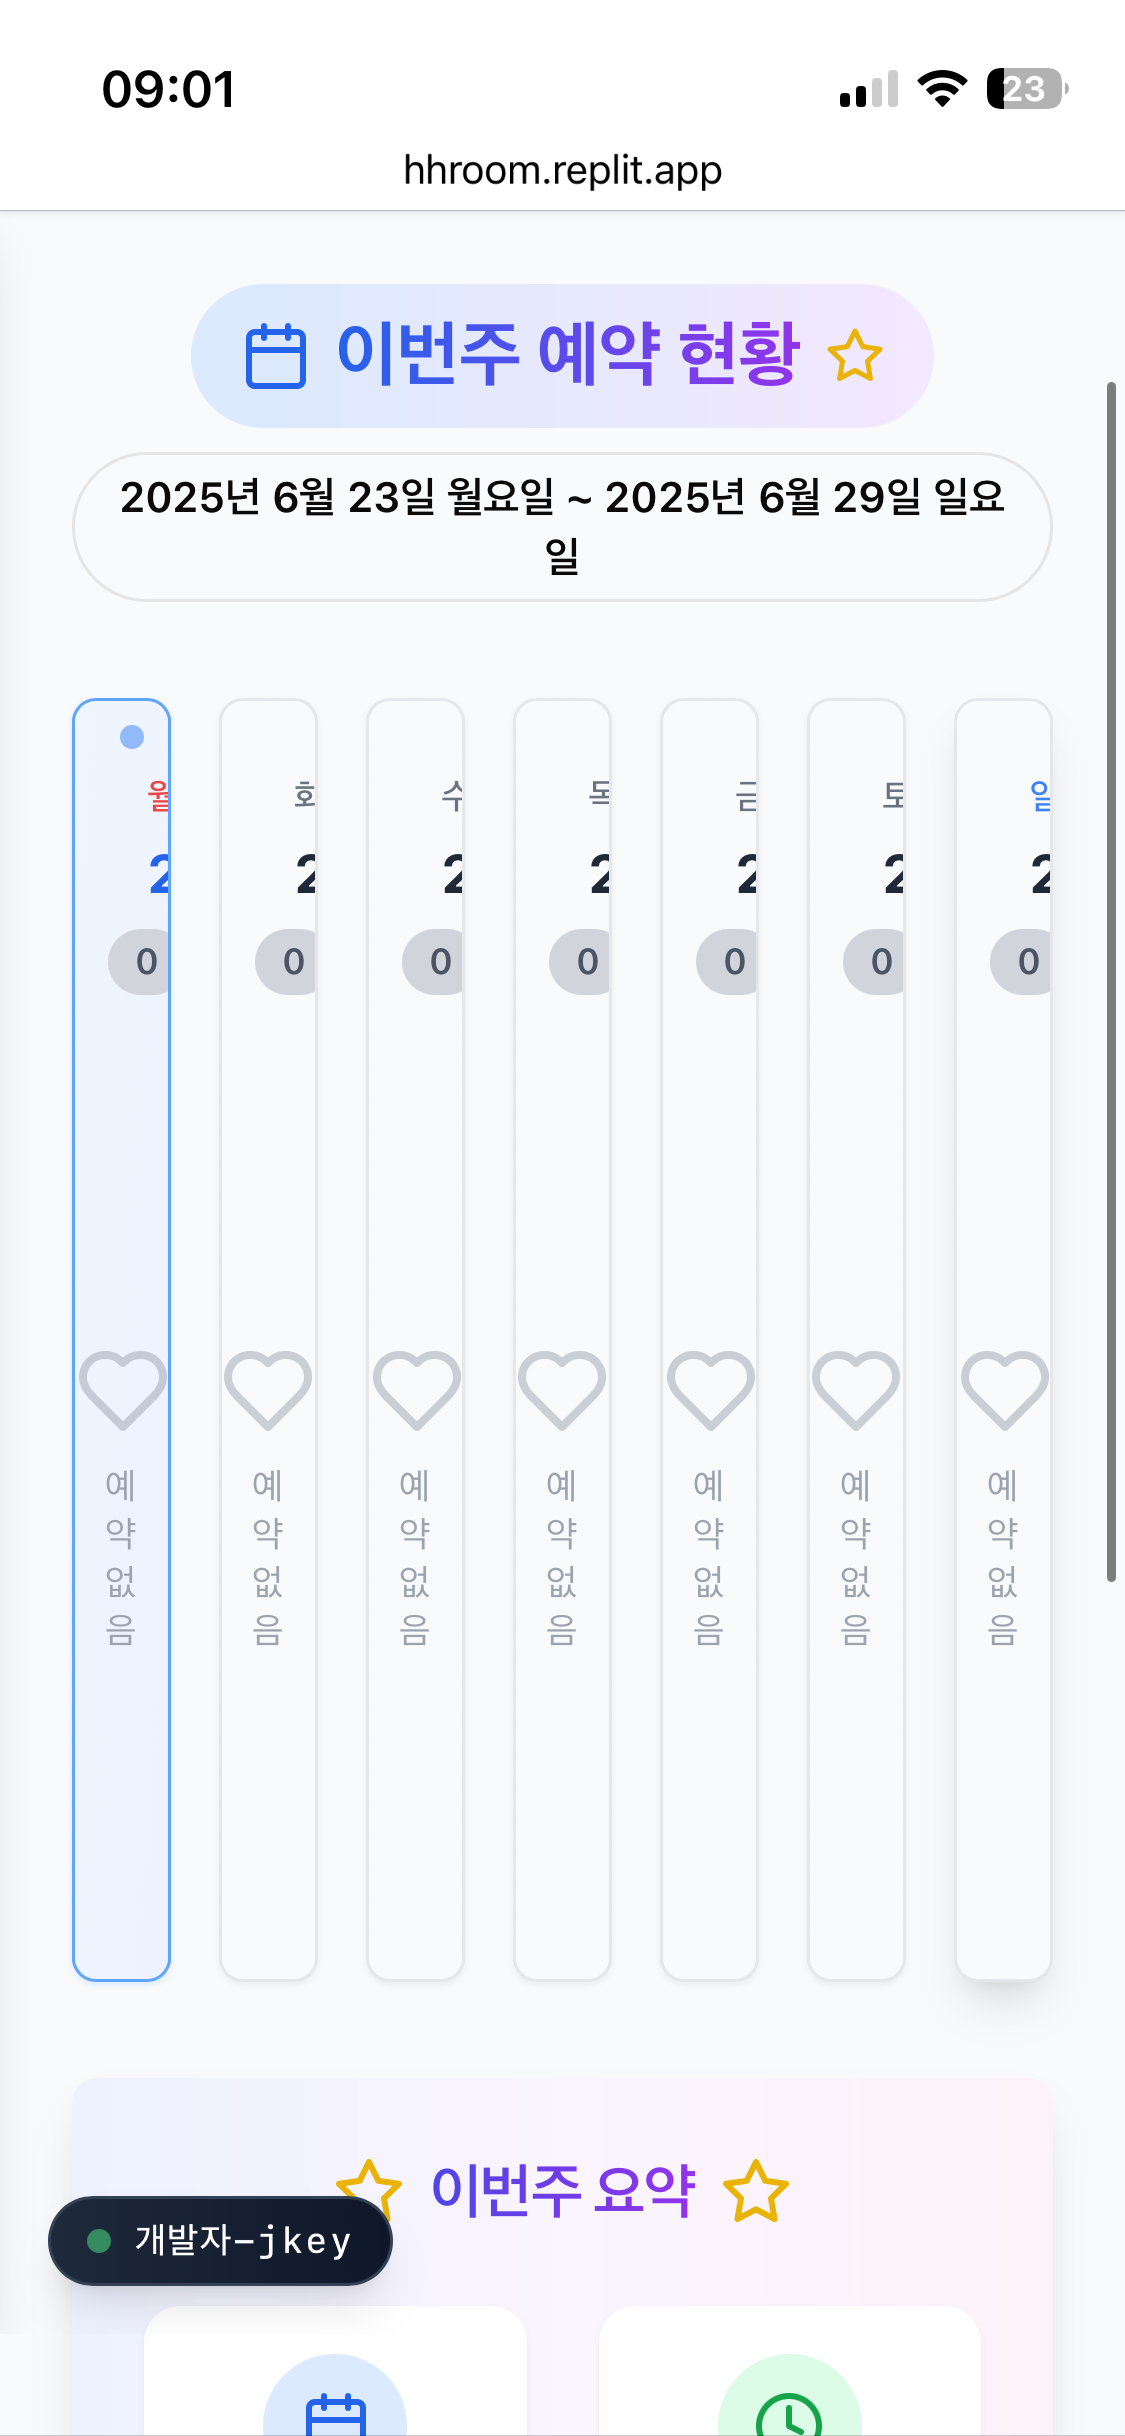 09:01
23
hhroom.replit.app
이번주 예약 현황
2025년 6월 23일 월요일 ~ 2025년 6월 29일 일요
일
월 화 수 목 금 토 일
2 2 2 2 2 2 2
0 0 0 0 0 0 0
예 예 예 예 예 예 예
약 약 약 약 약 약 약
없 없 없 없 없 없 없
음 음 음 음 음 음 음
이번주 요약
개발자-jkey